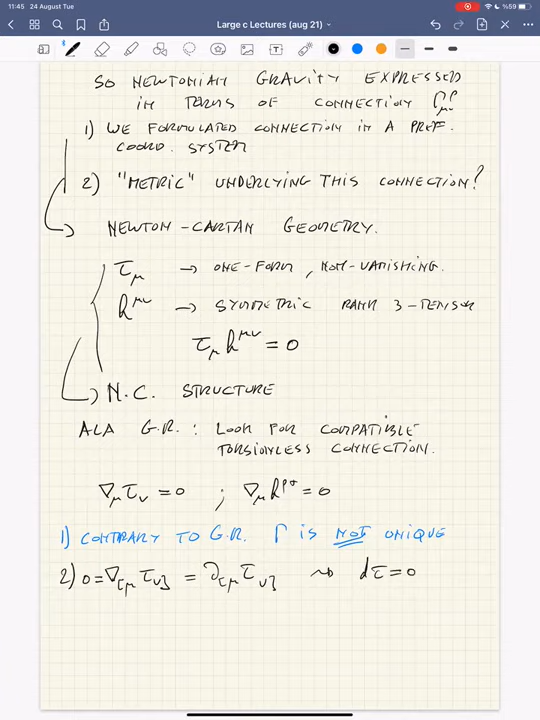 11:45 24 August Tue
%59
Large c Lectures (aug 21)
SO NEWTONIAN GRAVITY EXPRESSED
IN TERMS OF CONNECTION Γ^ρ_μν
1) WE FORMULATED CONNECTION IN A PREF.
COORD. SYSTEM
2) "METRIC" UNDERLYING THIS CONNECTION?
NEWTON-CARTAN GEOMETRY.
τ_μ → ONE-FORM, NON-VANISHING.
h^μν → SYMMETRIC RANK 3-TENSOR
τ_μ h^μν = 0
N.C. STRUCTURE
ALA G.R.: LOOK FOR COMPATIBLE
TORSIONLESS CONNECTION.
∇_μ τ_ν = 0 ; ∇_μ h^ρσ = 0
1) CONTRARY TO G.R. Γ IS NOT UNIQUE
2) 0 = ∇_[μ τ_ν] = ∂_[μ τ_ν] ⇝ dτ = 0